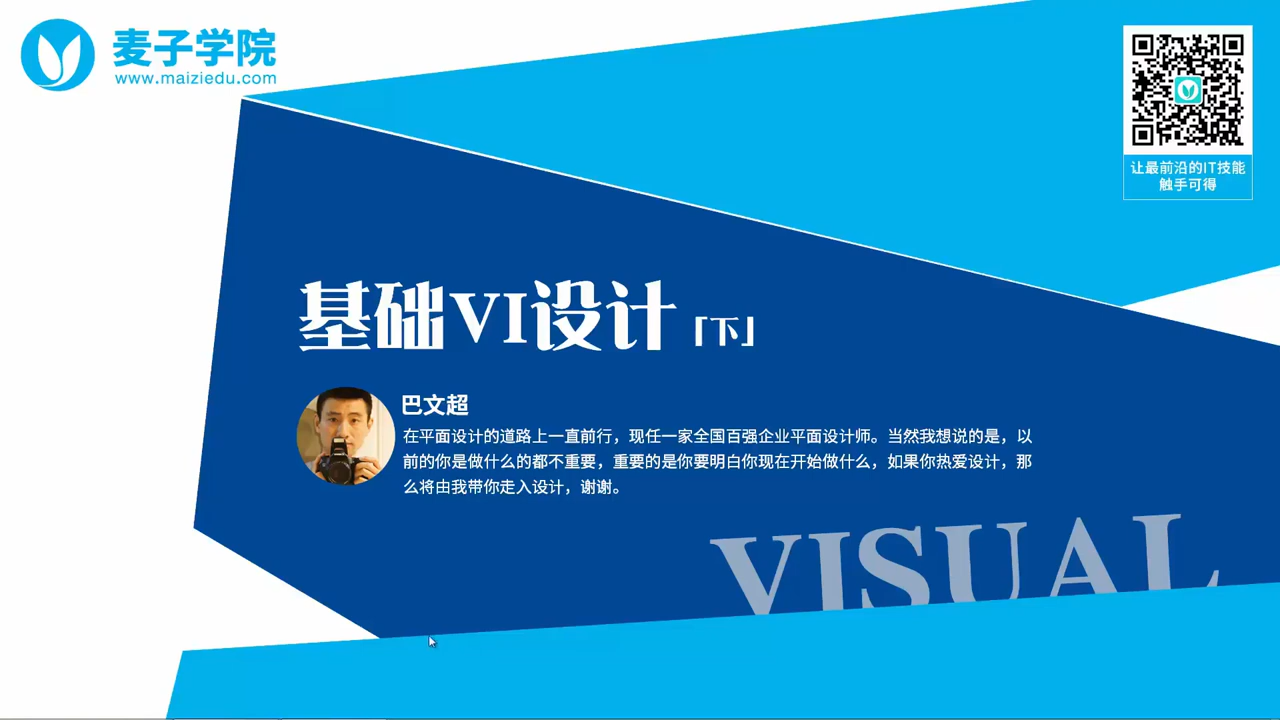 麦子学院
www.maiziedu.com
让最前沿的IT技能
触手可得
基础VI设计「下」
巴文超
在平面设计的道路上一直前行，现任一家全国百强企业平面设计师。当然我想说的是，以
前的你是做什么的都不重要，重要的是你要明白你现在开始做什么，如果你热爱设计，那
么将由我带你走入设计，谢谢。
VISUAL